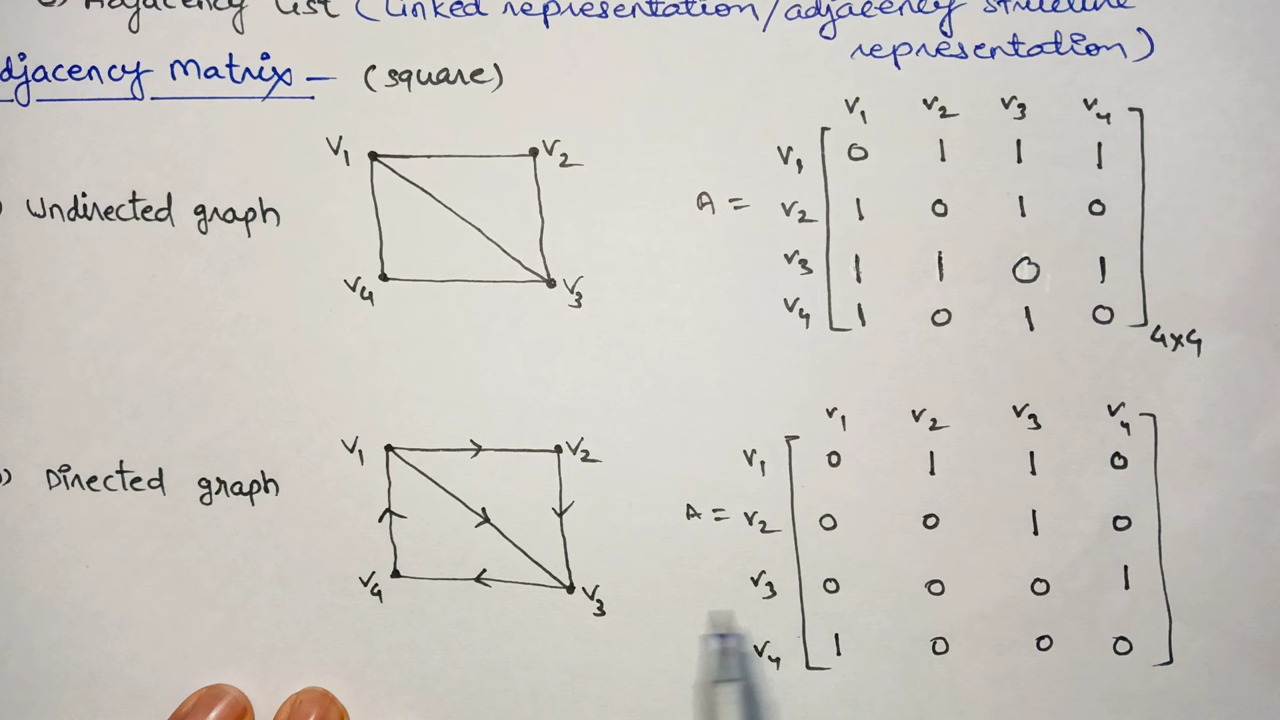 Adjacency list (linked representation/adjacency structure
representation)
djacency Matrix - (square)
V1 V2
V4 V3
) Undirected graph
V1 V2 V3 V4
V1 0 1 1 1
A = V2 1 0 1 0
V3 1 1 0 1
V4 1 0 1 0
4x4
V1 V2
V4 V3
) Directed graph
V1 V2 V3 V4
V1 0 1 1 0
A = V2 0 0 1 0
V3 0 0 0 1
V4 1 0 0 0